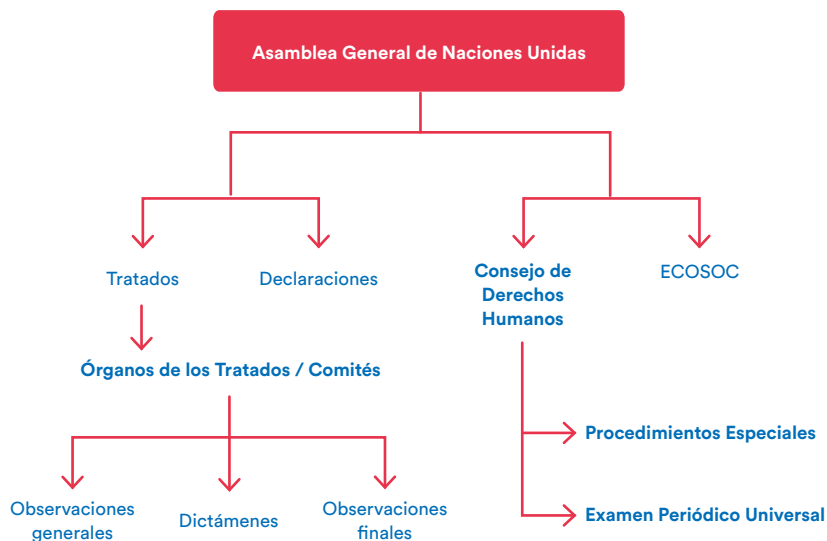 Asamblea General de Naciones Unidas
Tratados
Declaraciones
Consejo de
Derechos
Humanos
ECOSOC
Órganos de los Tratados / Comités
Procedimientos Especiales
Observaciones
generales
Dictámenes
Observaciones
finales
Examen Periódico Universal